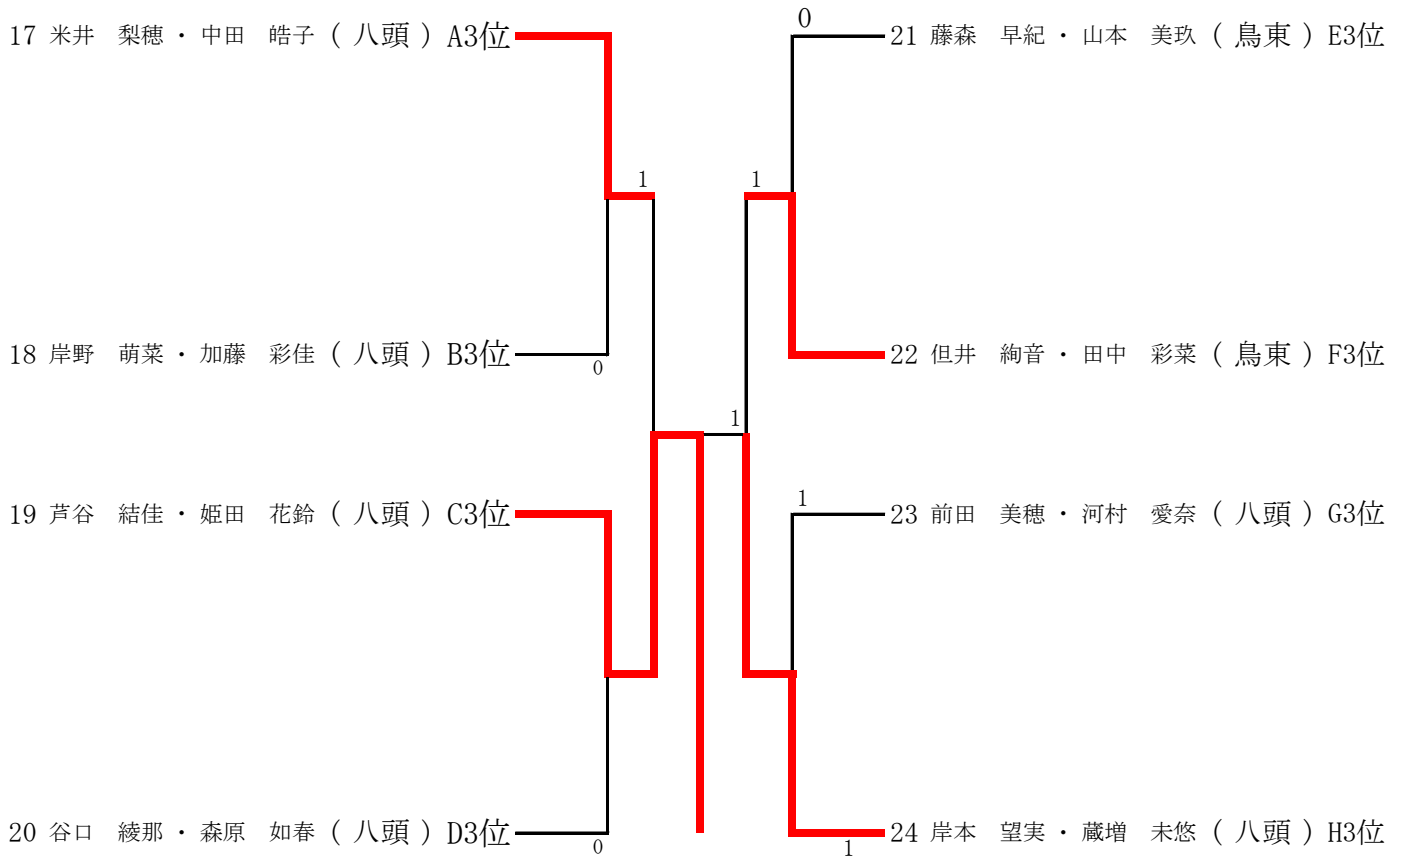 17 米井　梨穂・中田　皓子 ( 八頭 ) A3位
0
21 藤森　早紀・山本　美玖 ( 鳥東 ) E3位
1
1
18 岸野　萌菜・加藤　彩佳 ( 八頭 ) B3位
0
22 但井　絢音・田中　彩菜 ( 鳥東 ) F3位
1
19 芦谷　結佳・姫田　花鈴 ( 八頭 ) C3位
1
23 前田　美穂・河村　愛奈 ( 八頭 ) G3位
20 谷口　綾那・森原　如春 ( 八頭 ) D3位
0
1
24 岸本　望実・蔵増　未悠 ( 八頭 ) H3位